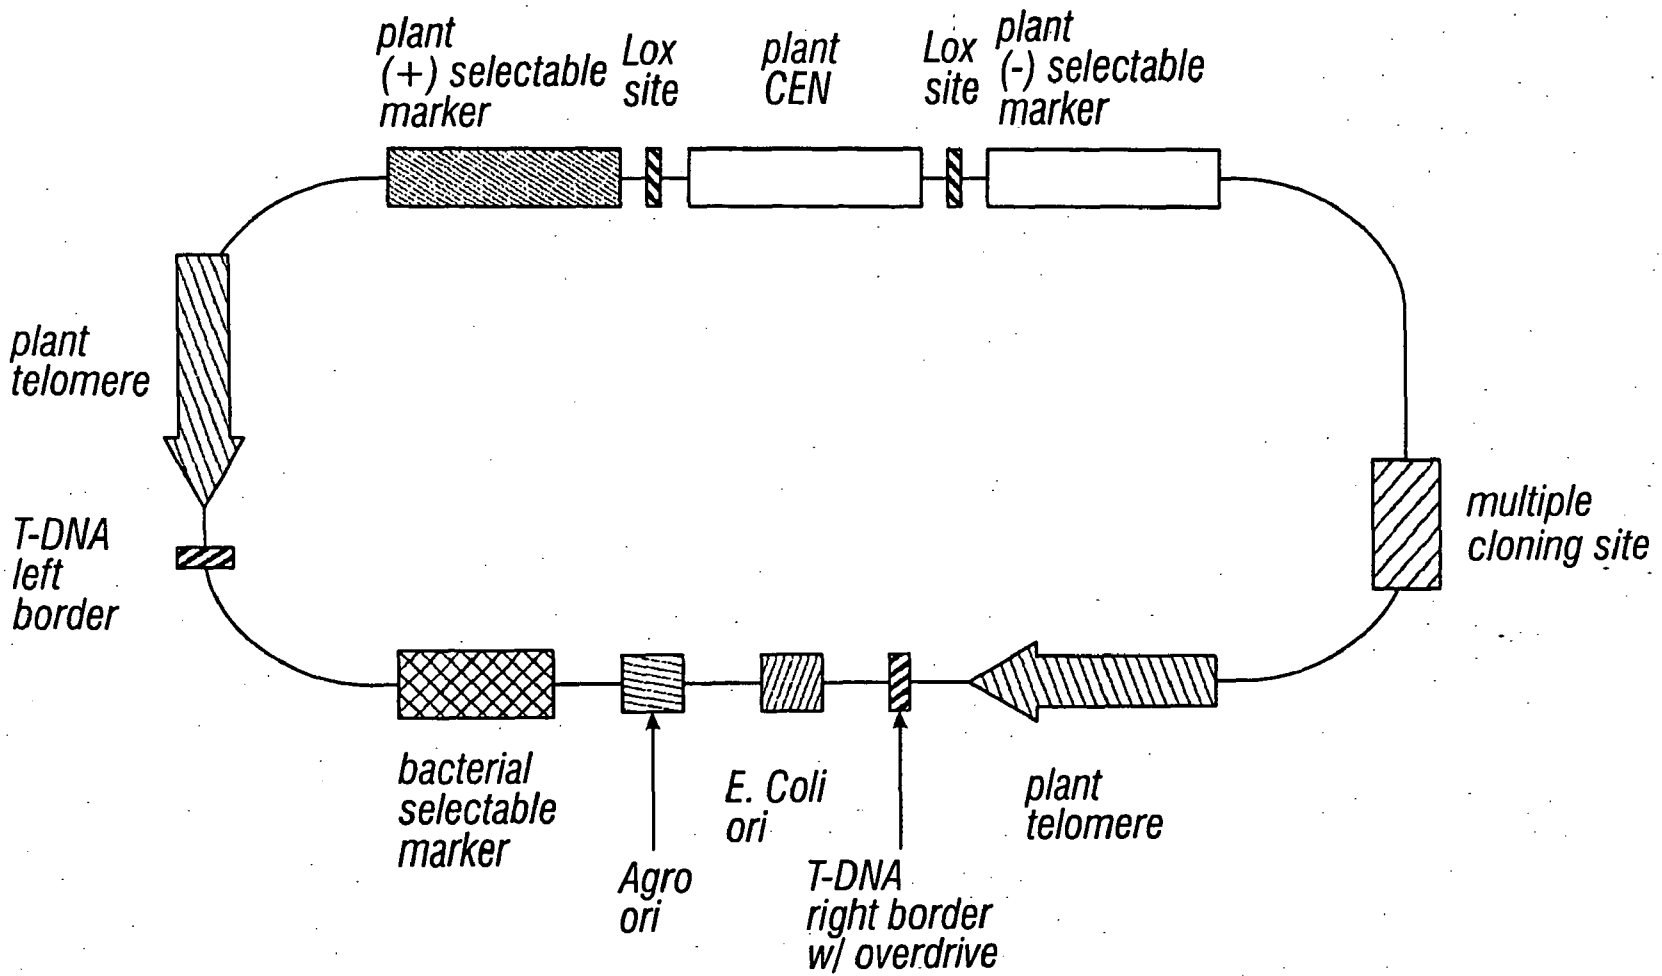 plant
(+) selectable
marker
Lox
site
plant
CEN
Lox
site
plant
(-) selectable
marker
plant
telomere
multiple
cloning site
T-DNA
left
border
bacterial
selectable
marker
Agro
ori
E. Coli
ori
T-DNA
right border
w/ overdrive
plant
telomere